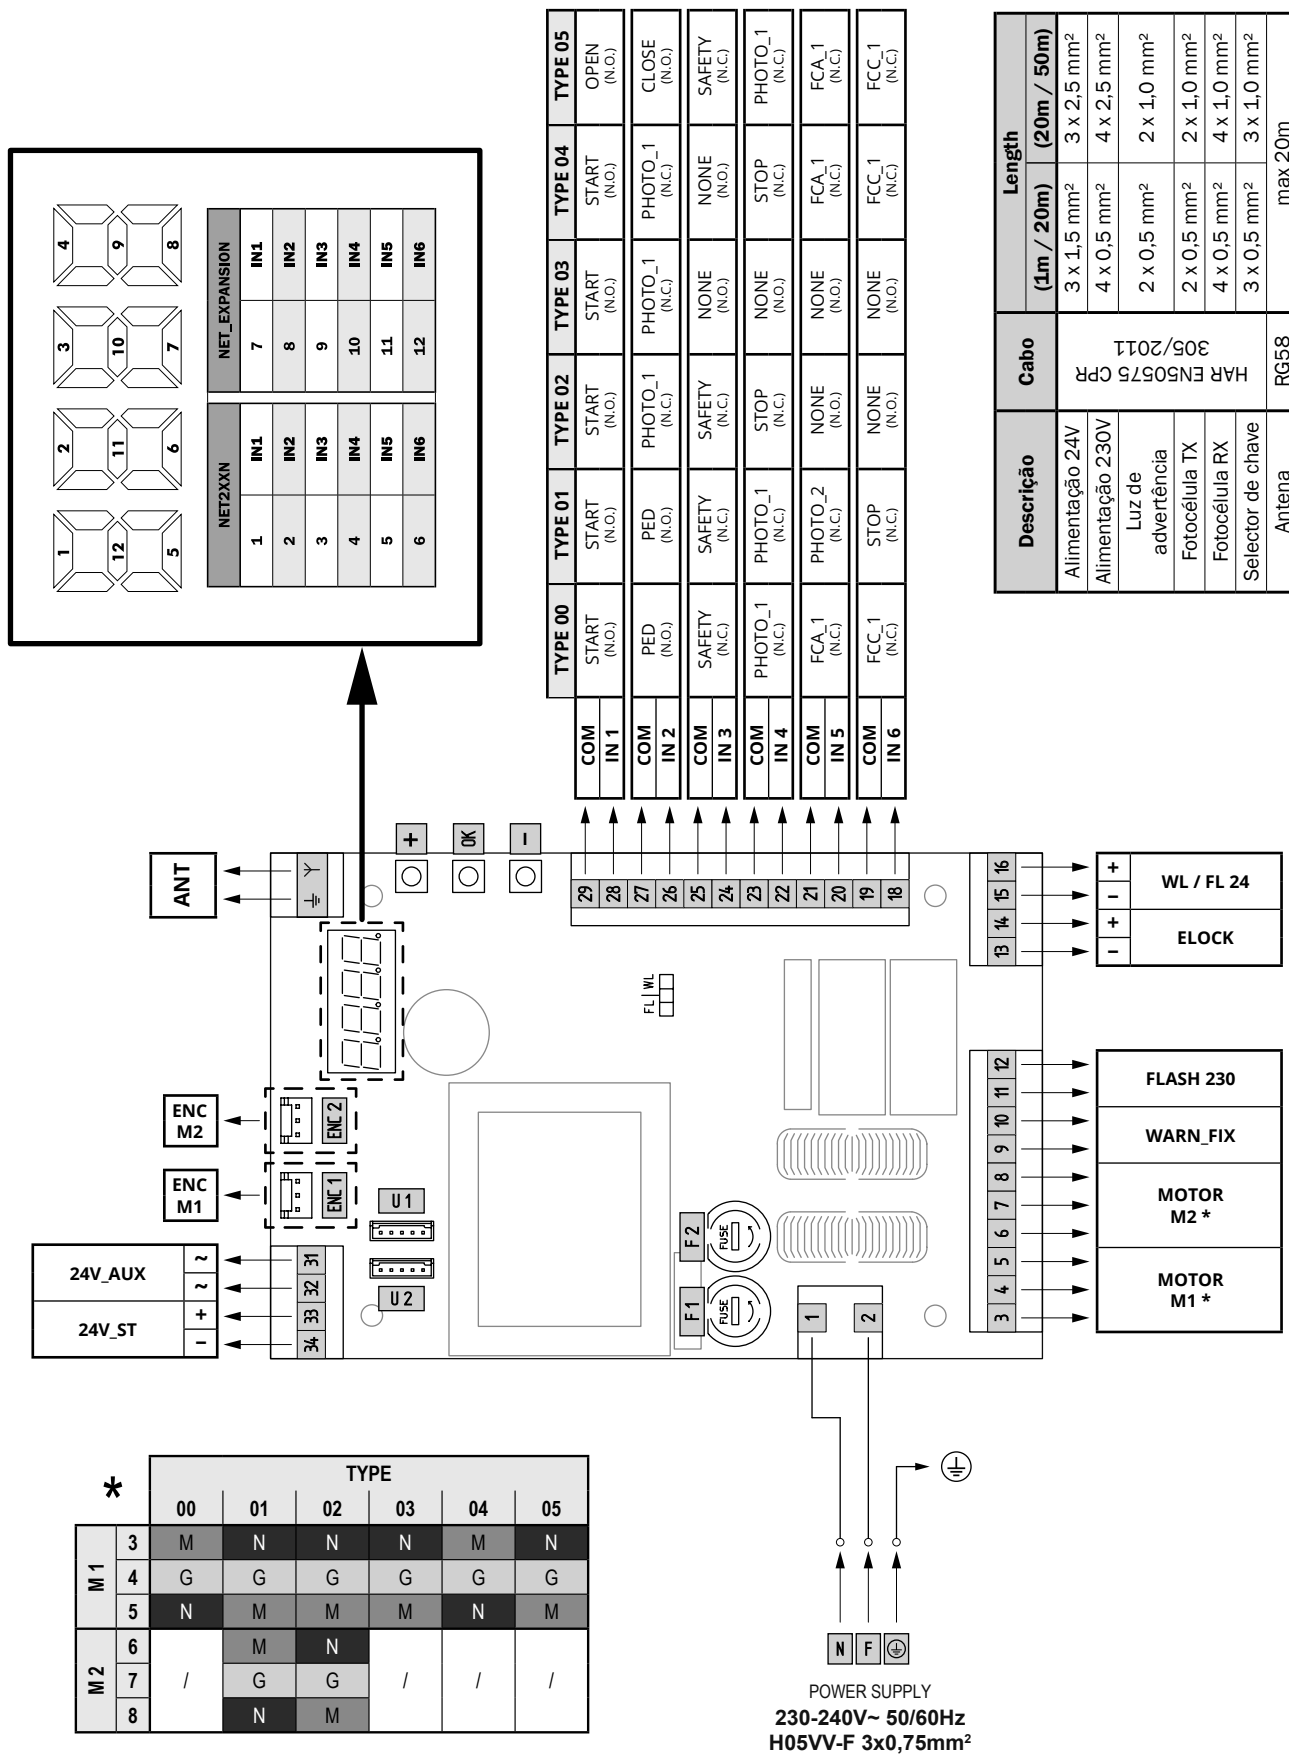 1 2 3 4
12 11 10 9
5 6 7 8
NET2XXN NET_EXPANSION
1 IN1 7 IN1
2 IN2 8 IN2
3 IN3 9 IN3
4 IN4 10 IN4
5 IN5 11 IN5
6 IN6 12 IN6
TYPE 00 TYPE 01 TYPE 02 TYPE 03 TYPE 04 TYPE 05
COM IN 1 START (N.O.) START (N.O.) START (N.O.) START (N.O.) START (N.O.) OPEN (N.O.)
COM IN 2 PED (N.O.) PED (N.O.) PHOTO_1 (N.C.) PHOTO_1 (N.C.) PHOTO_1 (N.C.) CLOSE (N.O.)
COM IN 3 SAFETY (N.C.) SAFETY (N.C.) SAFETY (N.C.) NONE (N.O.) NONE (N.C.) SAFETY (N.C.)
COM IN 4 PHOTO_1 (N.C.) PHOTO_1 (N.C.) STOP (N.C.) NONE (N.O.) STOP (N.C.) PHOTO_1 (N.C.)
COM IN 5 FCA_1 (N.C.) PHOTO_2 (N.C.) NONE (N.O.) NONE (N.O.) FCA_1 (N.C.) FCA_1 (N.C.)
COM IN 6 FCC_1 (N.C.) STOP (N.C.) NONE (N.O.) NONE (N.O.) FCC_1 (N.C.) FCC_1 (N.C.)
Descrição Cabo Length
(1m / 20m) (20m / 50m)
Alimentação 24V 3 x 1,5 mm² 3 x 2,5 mm²
Alimentação 230V 4 x 0,5 mm² 4 x 2,5 mm²
Luz de
advertência 2 x 0,5 mm² 2 x 1,0 mm²
Fotocélula TX 2 x 0,5 mm² 2 x 1,0 mm²
Fotocélula RX 4 x 0,5 mm² 4 x 1,0 mm²
Selector de chave 3 x 0,5 mm² 3 x 1,0 mm²
HAR EN50575 CPR
305/2011
Antena RG58 max 20m
ANT
+ OK −
29 28 27 26 25 24 23 22 21 20 19 18
FL | WL
16 + WL / FL 24
15 −
14 + ELOCK
13 −
12 FLASH 230
11
10 WARN_FIX
9
8 MOTOR
7 M2 *
6
5 MOTOR
4 M1 *
3
ENC
M2
ENC 2
ENC
M1
ENC 1
U1
U2
24V_AUX ~ 31
~ 32
24V_ST + 33
− 34
F2 FUSE
F1 FUSE
1 2
N F
POWER SUPPLY
230-240V~ 50/60Hz
H05VV-F 3x0,75mm²
* TYPE
00 01 02 03 04 05
M 1 3 M N N N M N
4 G G G G G G
5 N M M M N M
M 2 6 / M N / / /
7 G G
8 N M